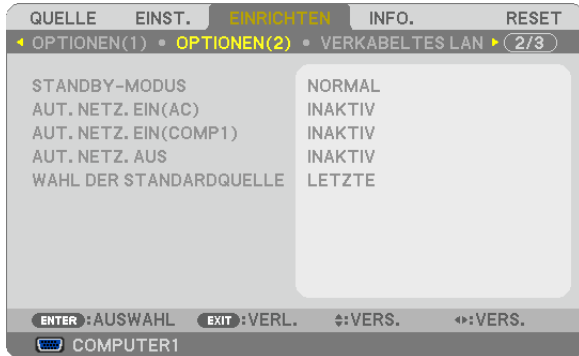 QUELLE EINST. EINRICHTEN INFO. RESET
OPTIONEN(1) • OPTIONEN(2) • VERKABELTES LAN 2/3
STANDBY-MODUS NORMAL
AUT. NETZ. EIN(AC) INAKTIV
AUT. NETZ. EIN(COMP1) INAKTIV
AUT. NETZ. AUS INAKTIV
WAHL DER STANDARDQUELLE LETZTE
ENTER :AUSWAHL EXIT :VERL. :VERS. :VERS.
COMPUTER1